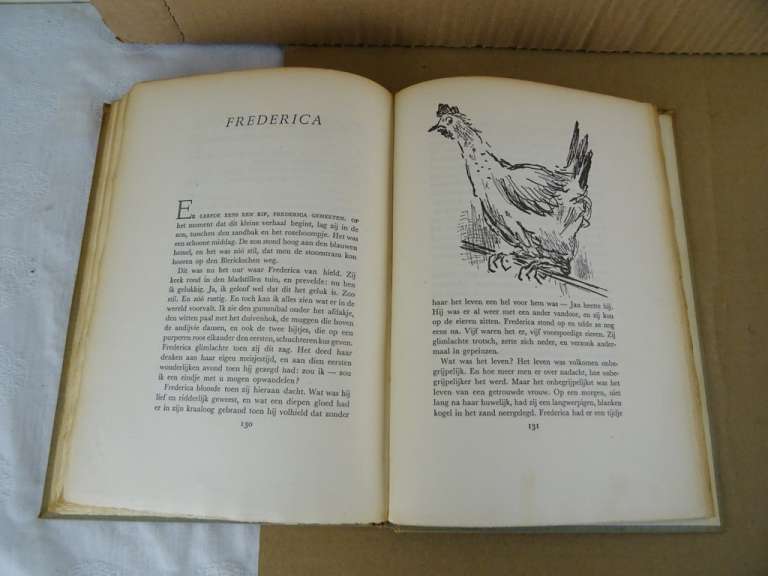 FREDERICA
ER LEEFDE EENS EEN KIP, FREDERICA GEHEETEN. OP
het moment dat dit kleine verhaal begint, lag zij in de
zon, tusschen den zandbak en het rozeboompje. Het was
een schoone middag. De zon stond hoog aan den blauwen
hemel, en het was zóó stil, dat men de stoomtram kon
hooren op den Blerickschen weg.
Dit was nu het uur waar Frederica van hield. Zij
keek rond in den bladstillen tuin, en prevelde: nu ben
ik gelukkig. Ja, ik geloof wel dat dit het geluk is. Zoo
stil. En zóó rustig. En toch kan ik alles zien wat er in de
wereld voorvalt. Ik zie den gummibal onder het afdakje,
den witten paal met het duivenhok, de muggen die boven
de andijvie dansen, en ook de twee bijtjes, die op een
purperen roos elkander den eersten, schuchteren kus geven.
Frederica glimlachte toen zij dit zag. Het deed haar
denken aan haar eigen meisjestijd, en aan dien eersten
wonderlijken avond toen hij gezegd had: zou ik — zou
ik een eindje met u mogen opwandelen?
Frederica bloosde toen zij hieraan dacht. Wat was hij
lief en ridderlijk geweest, en wat een diepen gloed had
er in zijn kraaloog gebrand toen hij volhield dat zonder
130
haar het leven een hel voor hem was — Jan heette hij.
Hij was er al weer met een ander vandoor, en zij kon
op de eieren zitten. Frederica stond op en telde ze nog
eens na. Vijf waren het er, vijf voorspoedige eieren. Zij
glimlachte trotsch, zette zich neder, en verzonk ander-
maal in gepeinzen.
Wat was het leven? Het leven was volkomen onbe-
grijpelijk. En hoe meer men er over nadacht, hoe onbe-
grijpelijker het werd. Maar het onbegrijpelijkst was het
leven van een getrouwde vrouw. Op een morgen, niet
lang na haar huwelijk, had zij een langwerpigen, blanken
kogel in het zand neergelegd. Frederica had er een tijdje
131